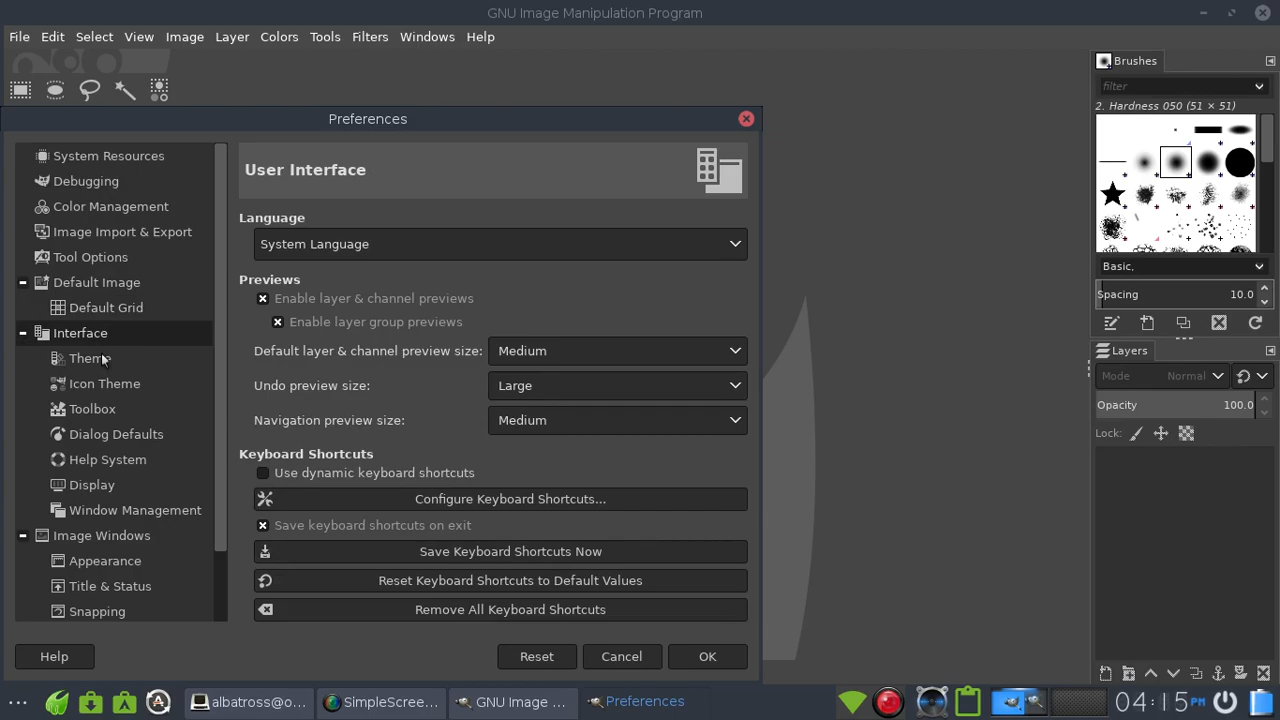 GNU Image Manipulation Program
File Edit Select View Image Layer Colors Tools Filters Windows Help
Preferences
System Resources
Debugging
Color Management
Image Import & Export
Tool Options
Default Image
Default Grid
Interface
Theme
Icon Theme
Toolbox
Dialog Defaults
Help System
Display
Window Management
Image Windows
Appearance
Title & Status
Snapping
User Interface
Language
System Language
Previews
Enable layer & channel previews
Enable layer group previews
Default layer & channel preview size: Medium
Undo preview size: Large
Navigation preview size: Medium
Keyboard Shortcuts
Use dynamic keyboard shortcuts
Configure Keyboard Shortcuts...
Save keyboard shortcuts on exit
Save Keyboard Shortcuts Now
Reset Keyboard Shortcuts to Default Values
Remove All Keyboard Shortcuts
Help Reset Cancel OK
Brushes
filter
2. Hardness 050 (51 × 51)
Basic,
Spacing 10.0
Layers
Mode Normal
Opacity 100.0
Lock:
albatross@o... SimpleScree... GNU Image ... Preferences 04:15PM